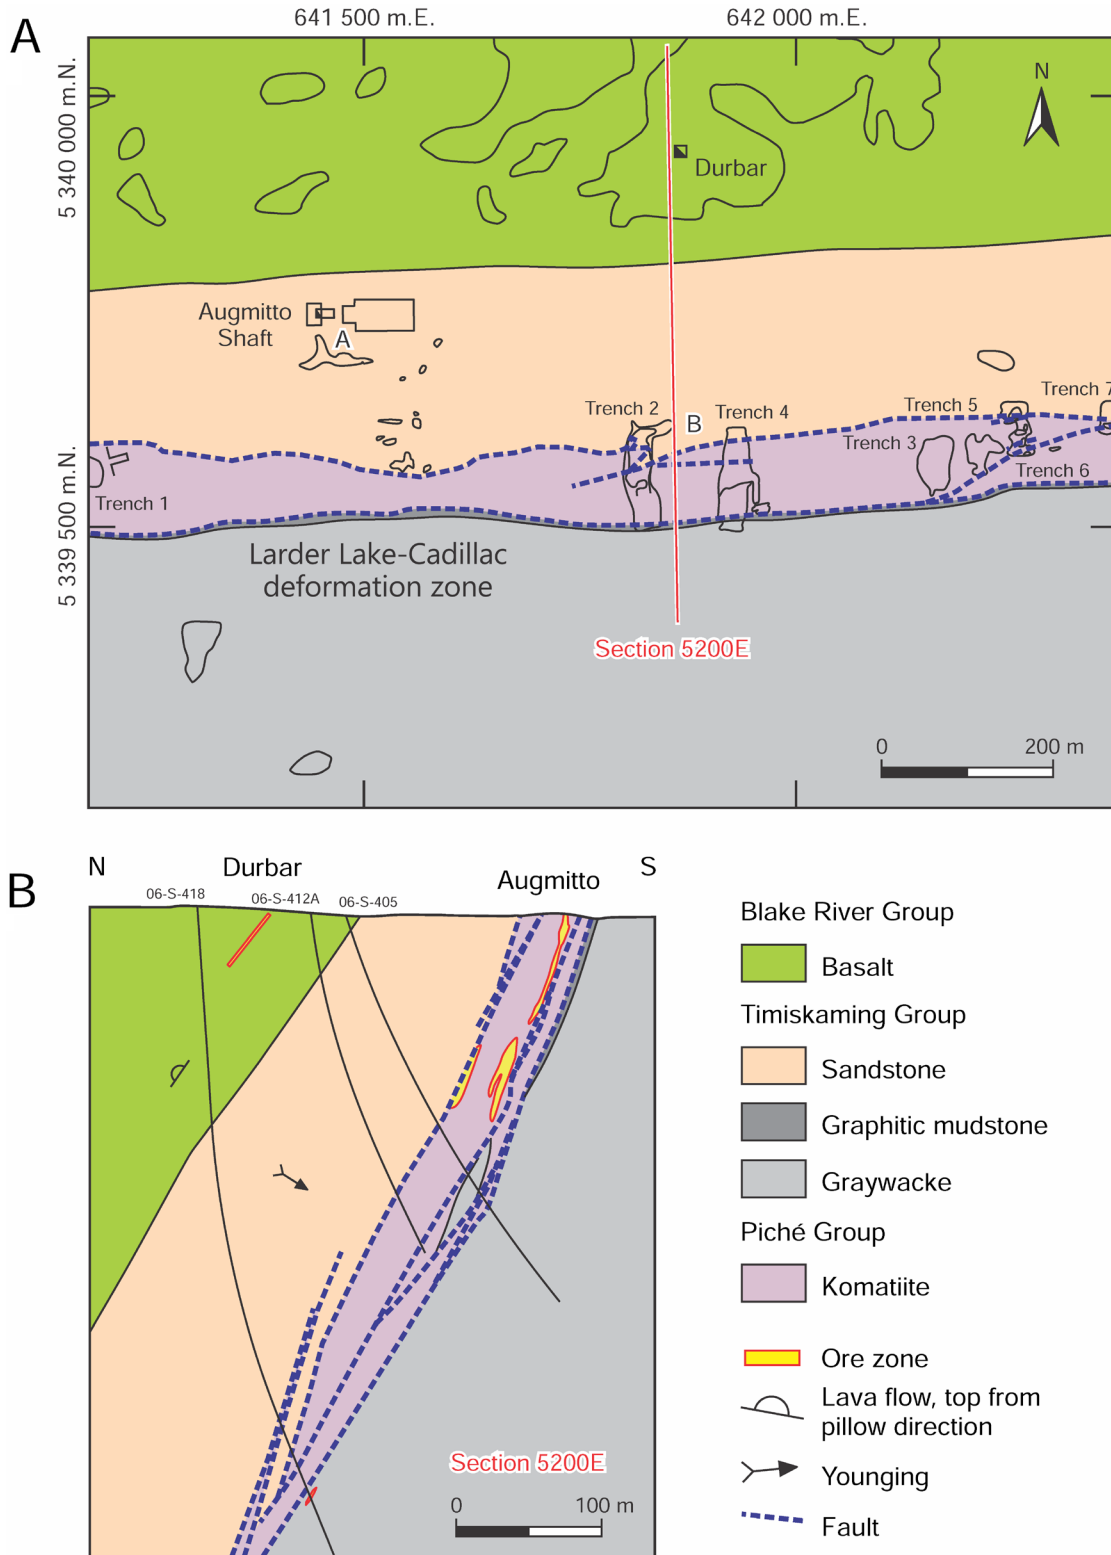 A
641 500 m.E.
642 000 m.E.
5 340 000 m.N.
N
Durbar
Augmitto
Shaft
A
Trench 2
B
Trench 4
Trench 5
Trench 7
Trench 3
5 339 500 m.N.
Trench 1
Trench 6
Larder Lake-Cadillac
deformation zone
Section 5200E
0
200 m
B
N
Durbar
Augmitto
S
06-S-418
06-S-412A
06-S-405
Section 5200E
0
100 m
Blake River Group
Basalt
Timiskaming Group
Sandstone
Graphitic mudstone
Graywacke
Piché Group
Komatiite
Ore zone
Lava flow, top from
pillow direction
Younging
Fault